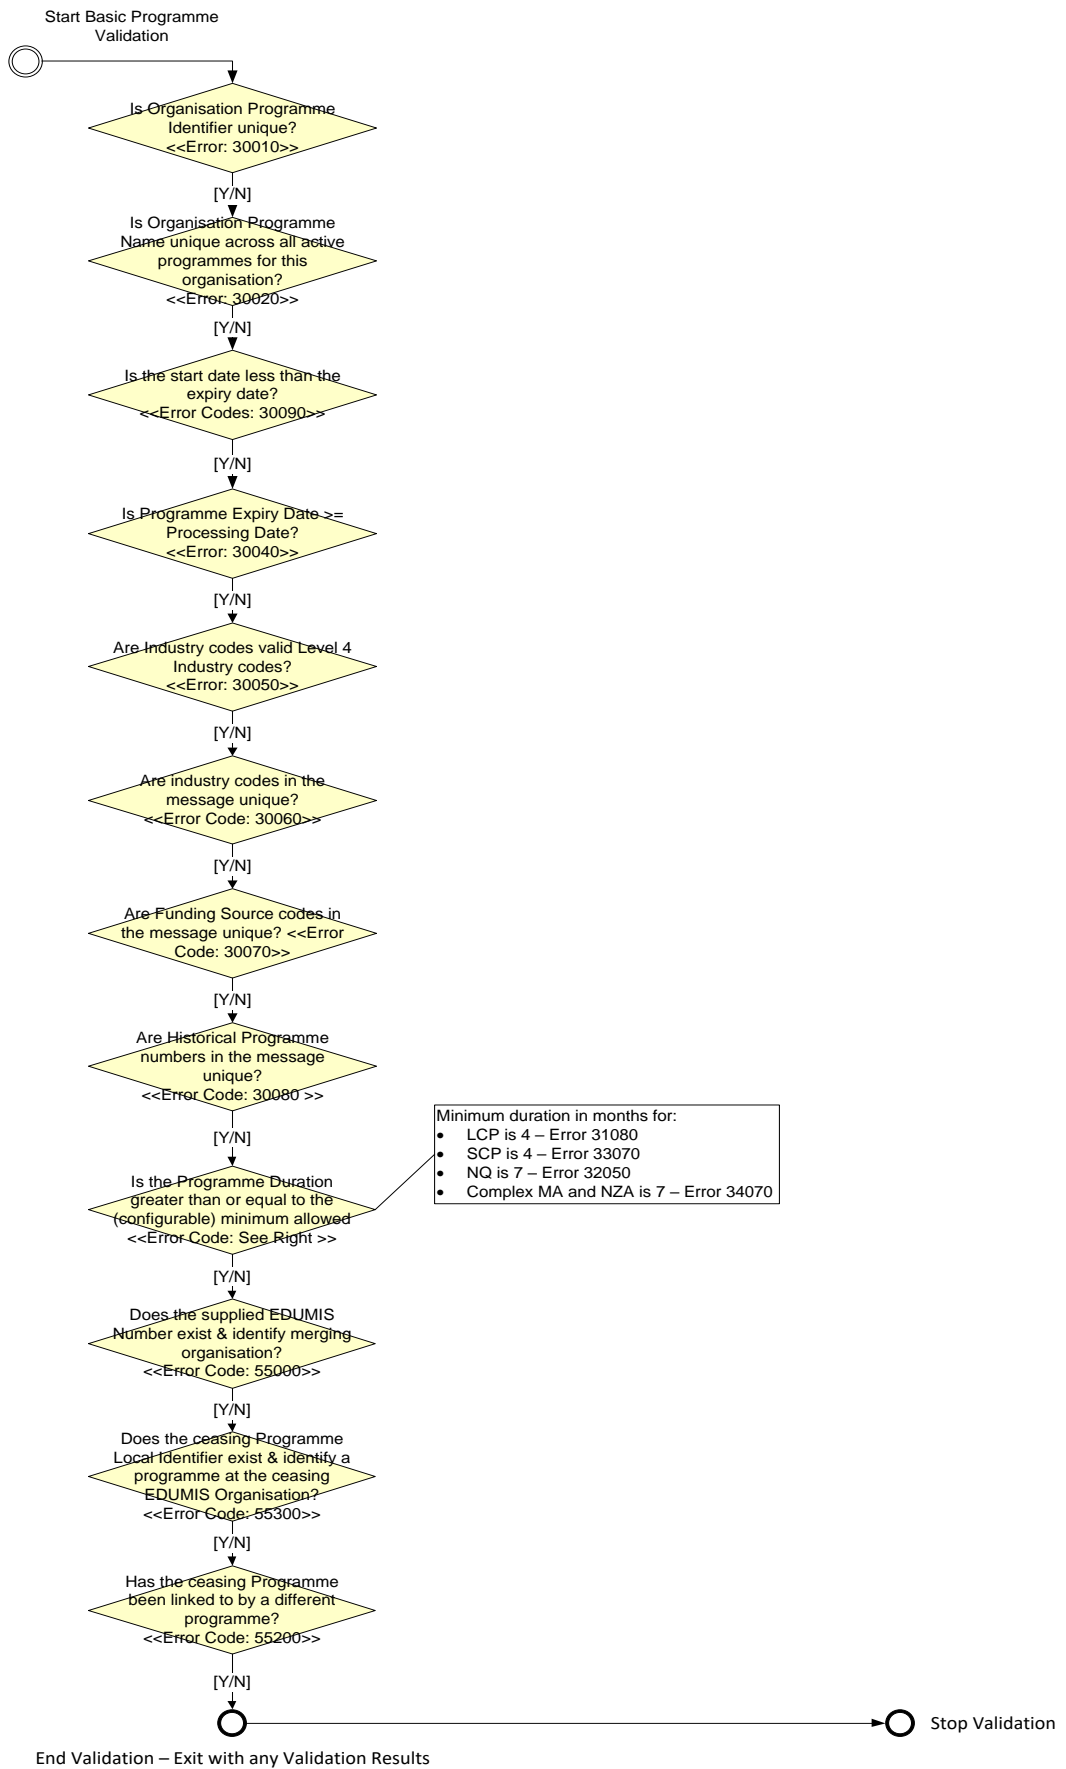 Start Basic Programme
Validation
Is Organisation Programme
Identifier unique?
<<Error: 30010>>
[Y/N]
Is Organisation Programme
Name unique across all active
programmes for this
organisation?
<<Error: 30020>>
[Y/N]
Is the start date less than the
expiry date?
<<Error Codes: 30090>>
[Y/N]
Is Programme Expiry Date >=
Processing Date?
<<Error: 30040>>
[Y/N]
Are Industry codes valid Level 4
Industry codes?
<<Error: 30050>>
[Y/N]
Are industry codes in the
message unique?
<<Error Code: 30060>>
[Y/N]
Are Funding Source codes in
the message unique? <<Error
Code: 30070>>
[Y/N]
Are Historical Programme
numbers in the message
unique?
<<Error Code: 30080 >>
[Y/N]
Is the Programme Duration
greater than or equal to the
(configurable) minimum allowed
<<Error Code: See Right >>
Minimum duration in months for:
• LCP is 4 – Error 31080
• SCP is 4 – Error 33070
• NQ is 7 – Error 32050
• Complex MA and NZA is 7 – Error 34070
[Y/N]
Does the supplied EDUMIS
Number exist & identify merging
organisation?
<<Error Code: 55000>>
[Y/N]
Does the ceasing Programme
Local Identifier exist & identify a
programme at the ceasing
EDUMIS Organisation?
<<Error Code: 55300>>
[Y/N]
Has the ceasing Programme
been linked to by a different
programme?
<<Error Code: 55200>>
[Y/N]
Stop Validation
End Validation – Exit with any Validation Results